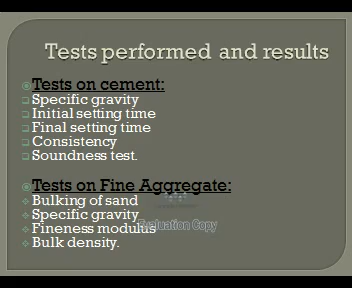 Tests performed and results
Tests on cement:
Specific gravity
Initial setting time
Final setting time
Consistency
Soundness test.
Tests on Fine Aggregate:
Bulking of sand
Specific gravity
Fineness modulus
Evaluation Copy
Bulk density.